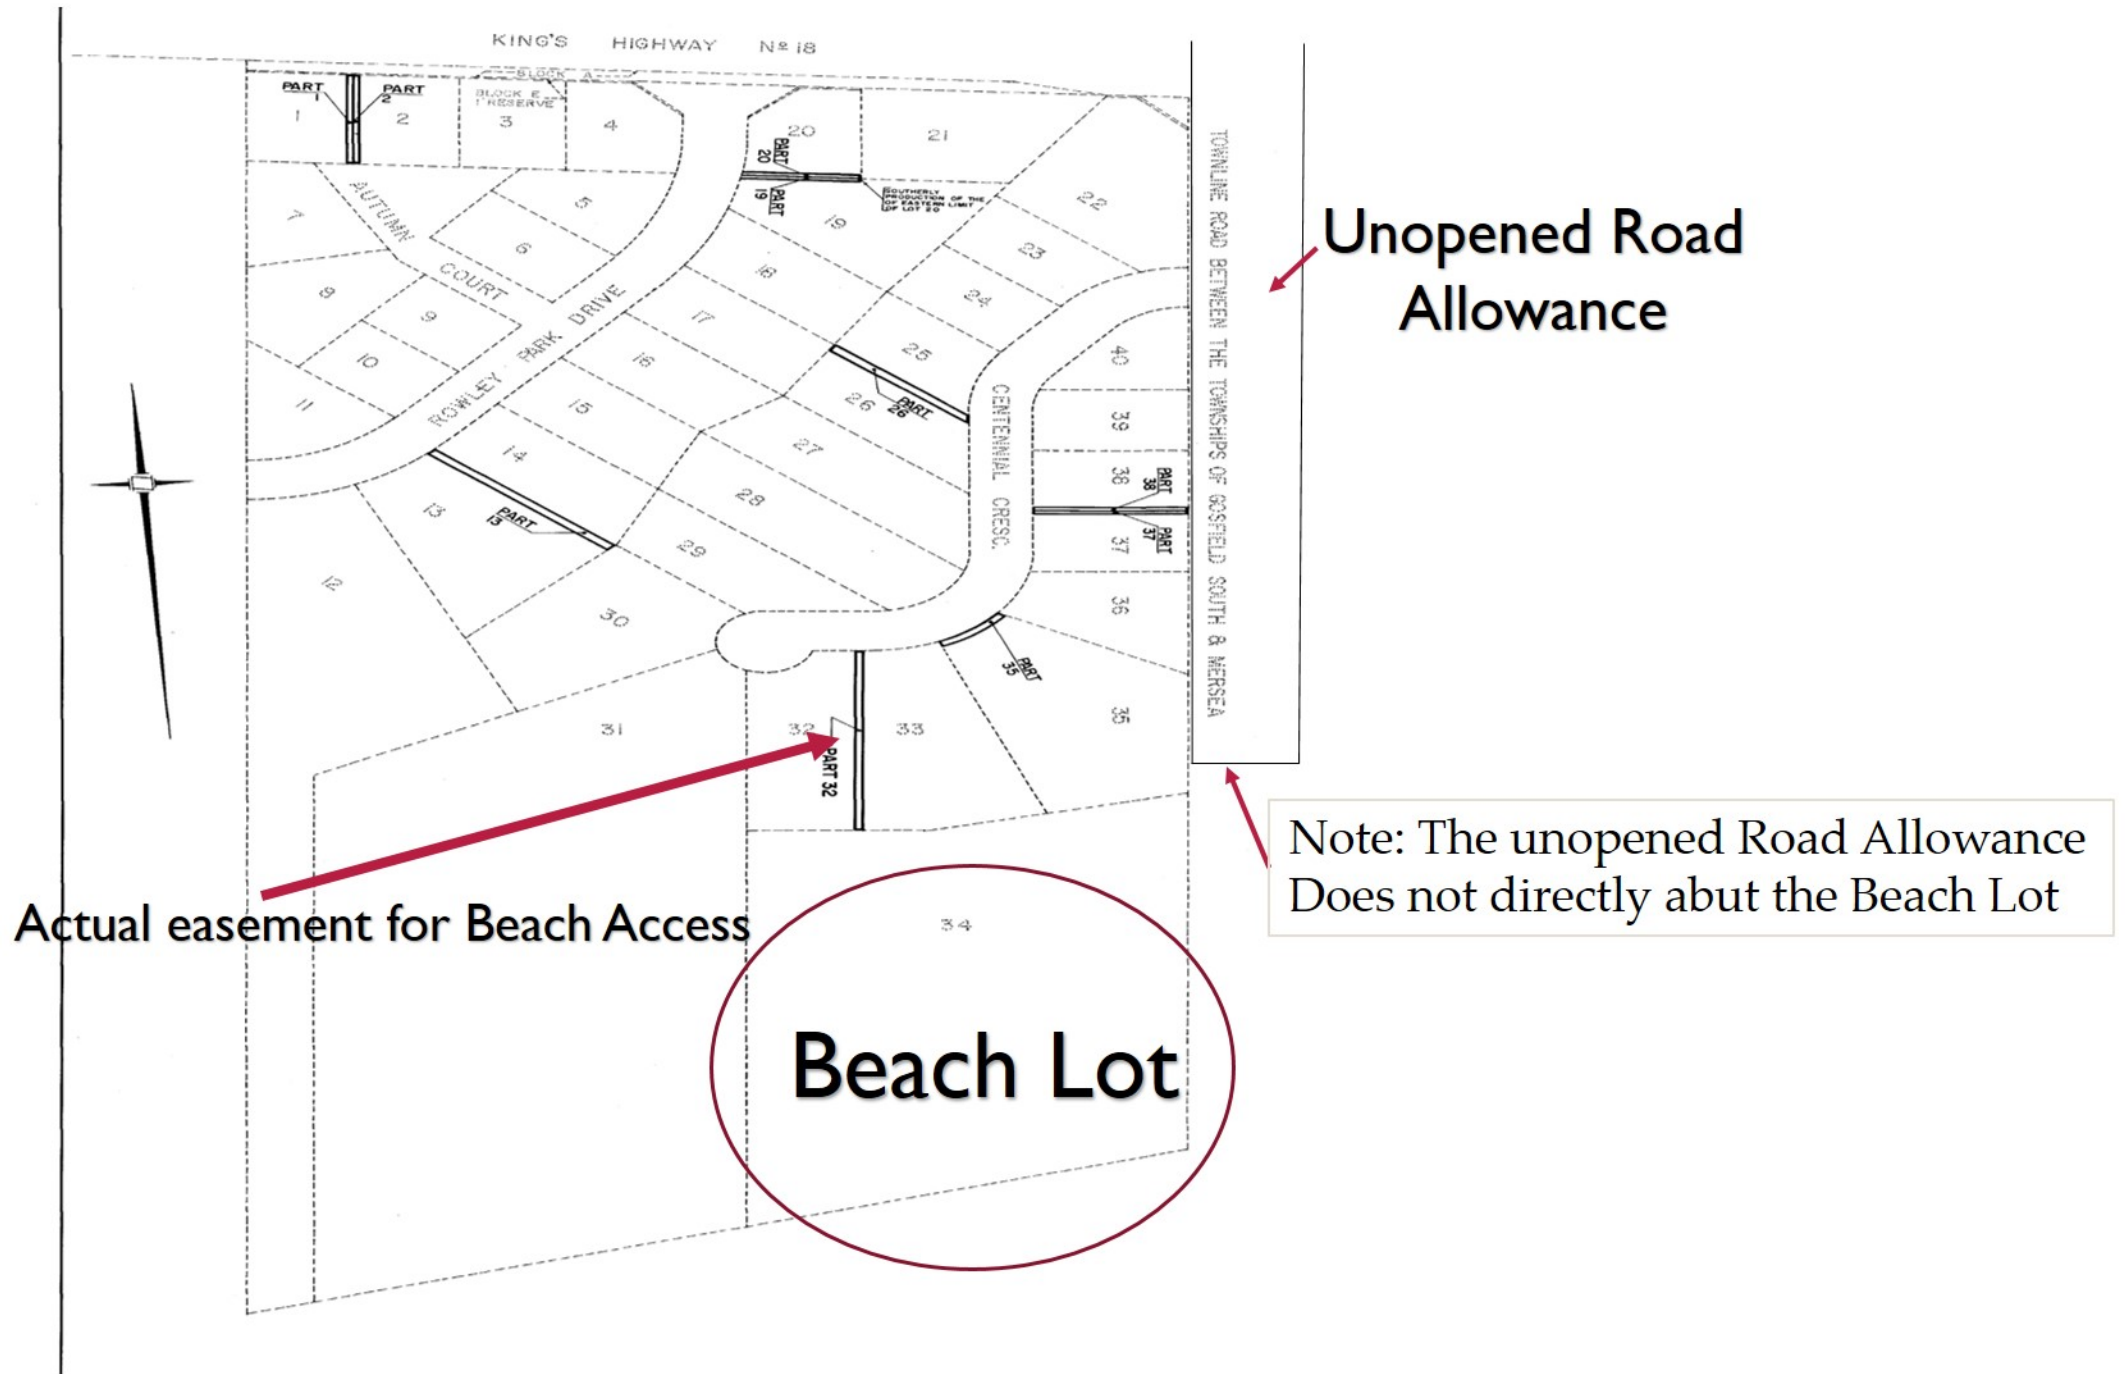 KING'S HIGHWAY Nº 18
BLOCK A
BLOCK E
1' RESERVE
PART
1
PART
2
1
2
3
4
20
21
PART
20
PART
19
SOUTHERLY
PRODUCTION OF THE
OF EASTERN LIMIT
OF LOT 20
AUTUMN
COURT
5
6
7
8
9
10
11
ROWLEY PARK DRIVE
19
18
17
16
15
14
13
12
22
23
24
25
26
PART
26
27
28
29
30
PART
13
CENTENNIAL CRESC.
40
39
38
PART
38
37
PART
37
36
35
PART
35
31
32
33
PART 32
34
TOWNLINE ROAD BETWEEN THE TOWNSHIPS OF GOSFIELD SOUTH & MERSEA
Unopened Road
Allowance
Note: The unopened Road Allowance
Does not directly abut the Beach Lot
Actual easement for Beach Access
Beach Lot